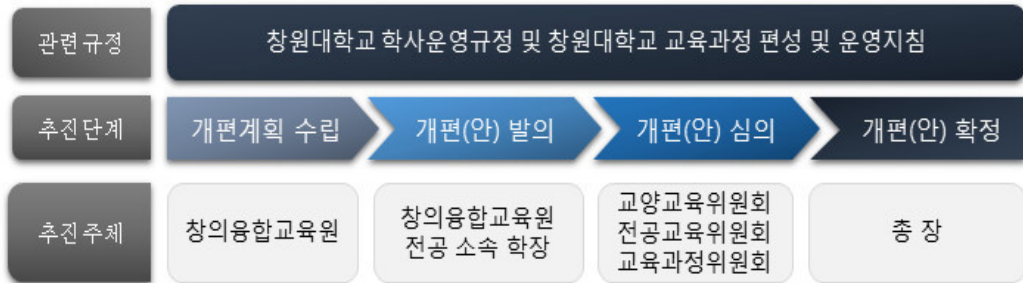 관련 규정
창원대학교 학사운영규정 및 창원대학교 교육과정 편성 및 운영지침
추진단계
개편계획 수립
개편(안) 발의
개편(안) 심의
개편(안) 확정
추진주체
창의융합교육원
창의융합교육원
전공 소속 학장
교양교육위원회
전공교육위원회
교육과정위원회
총 장